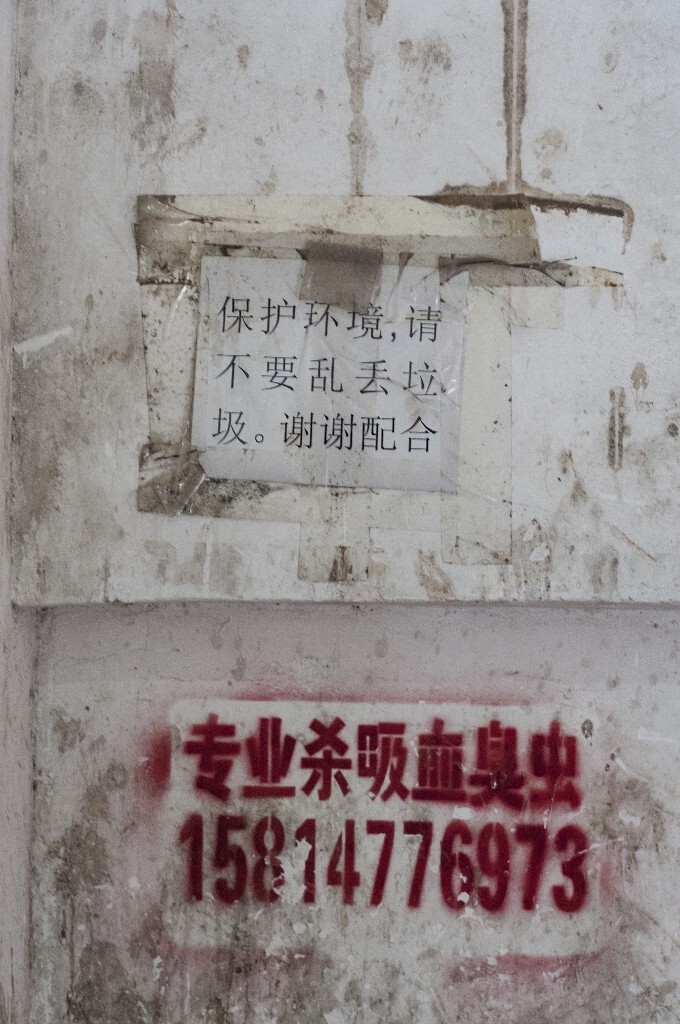 保护环境,请
不要乱丢垃
圾。谢谢配合
专业杀吸血臭虫
15814776973